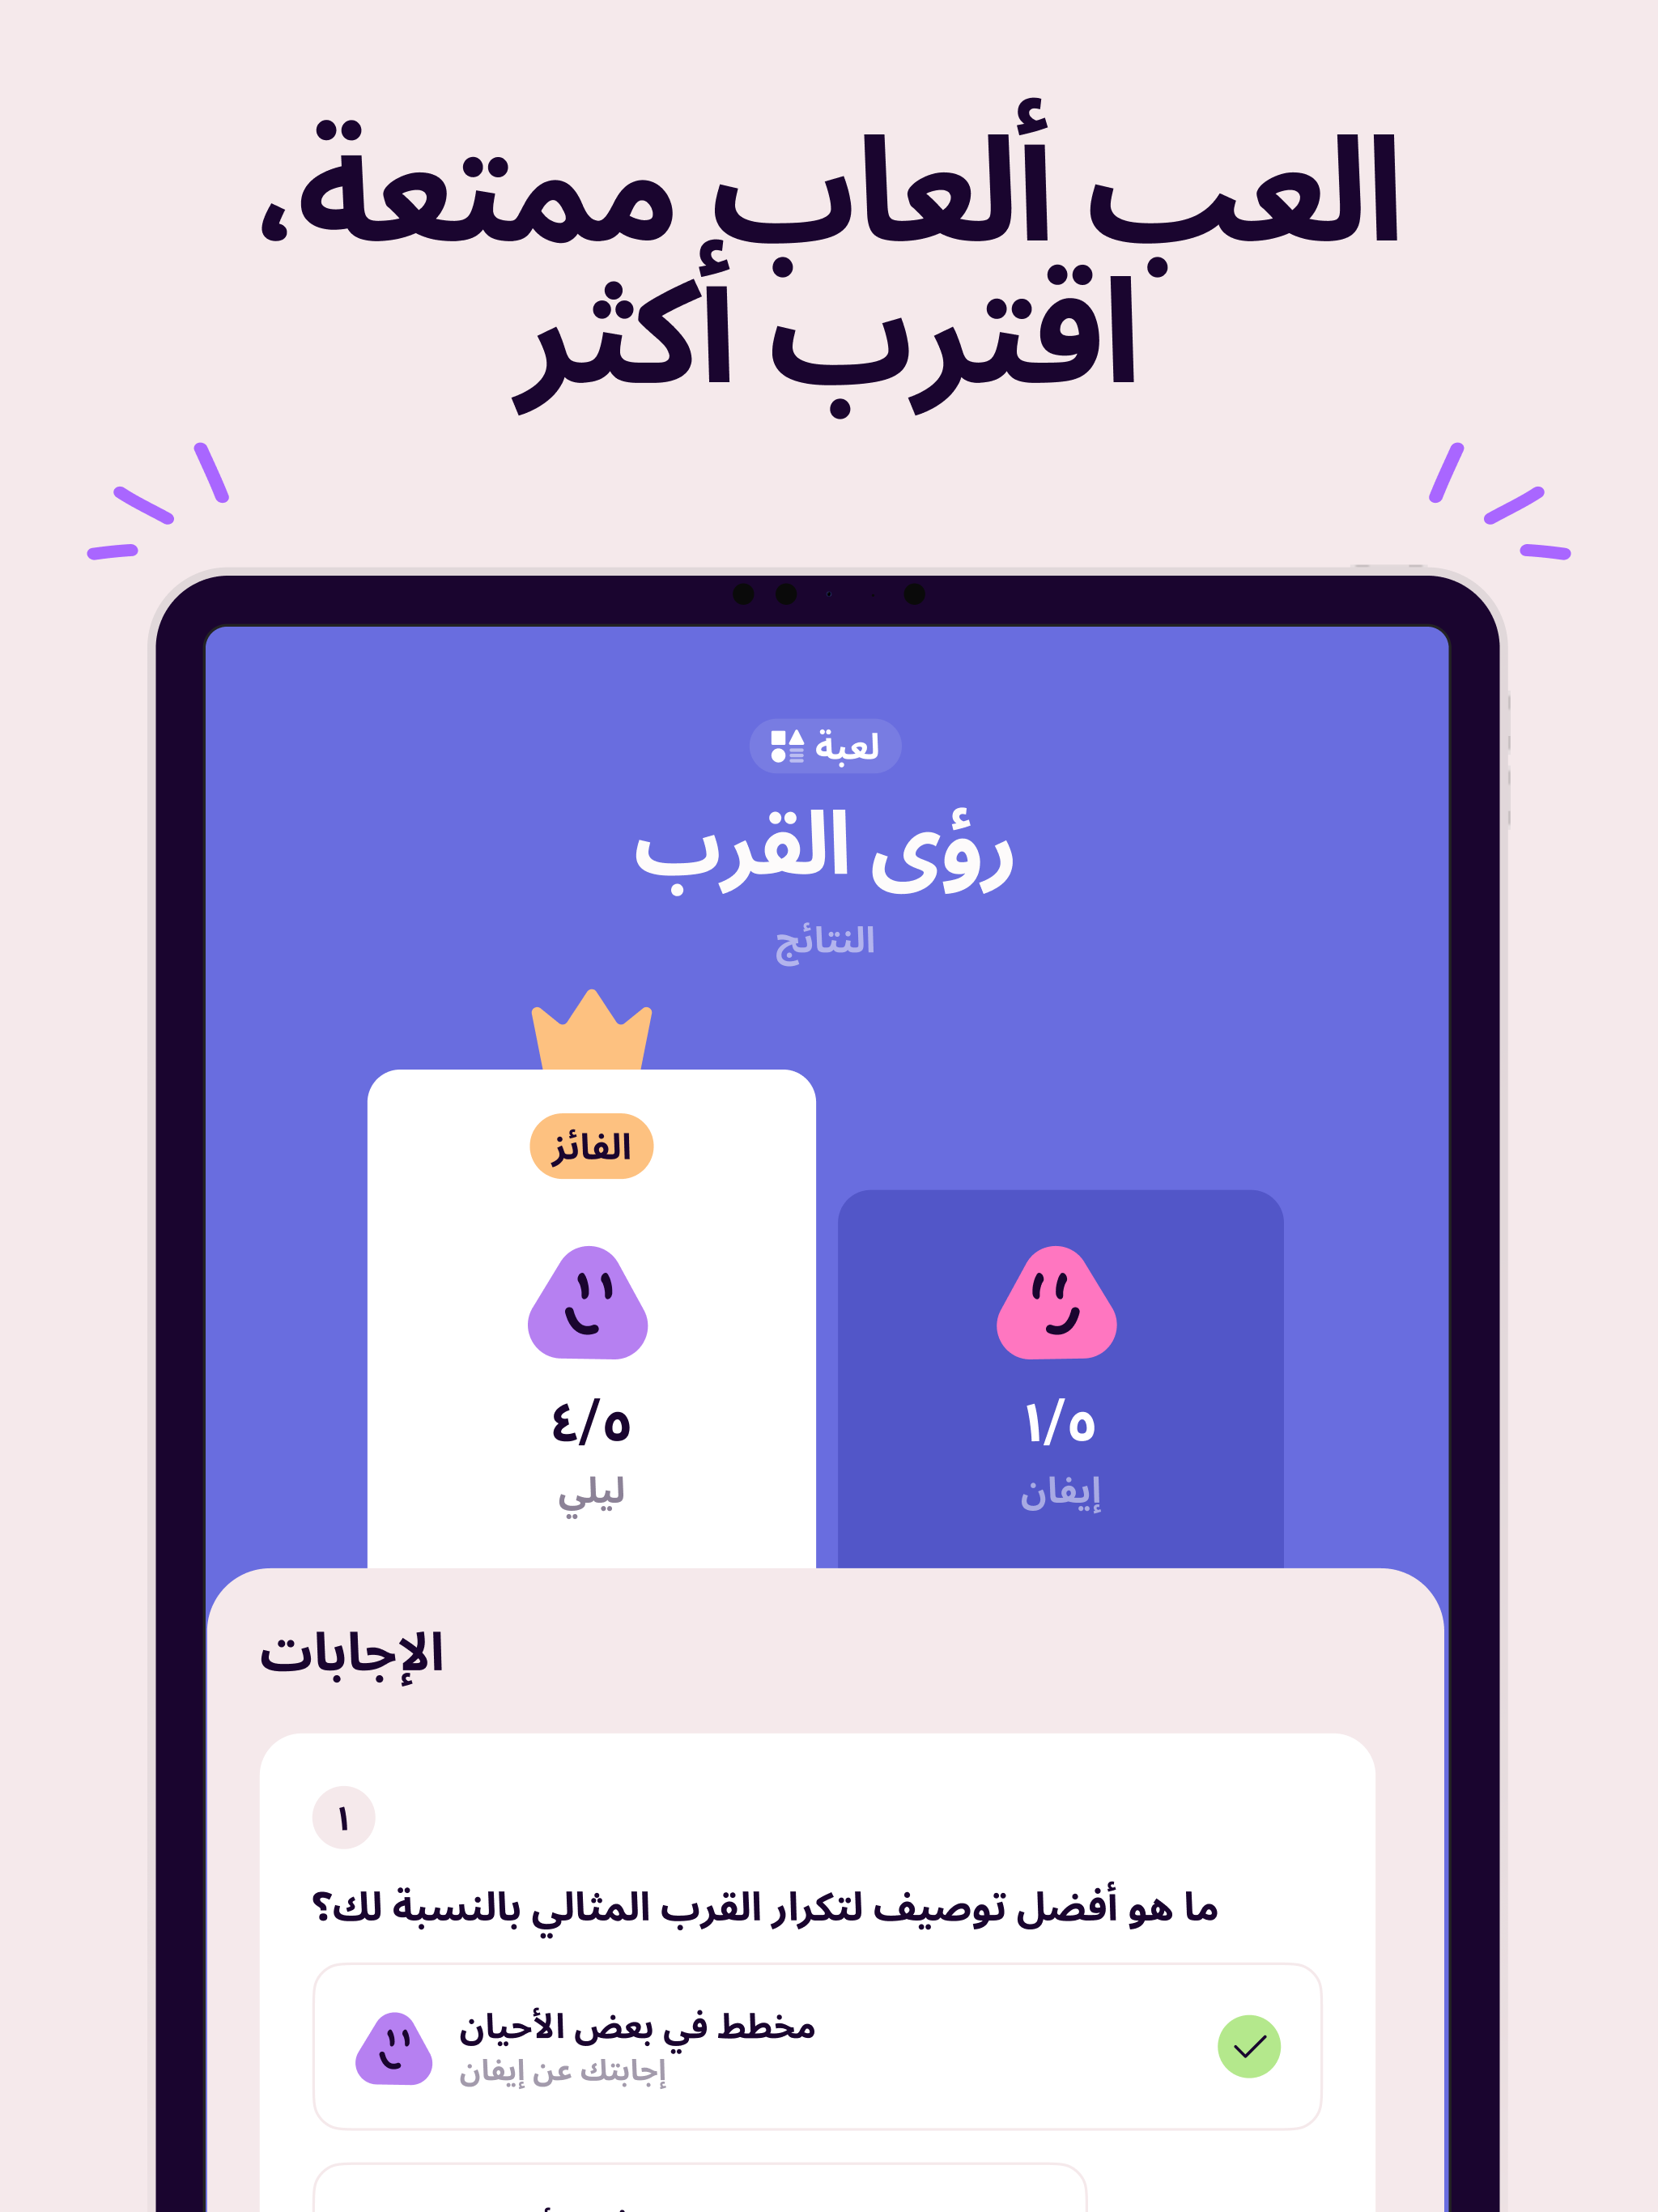 العب ألعاب ممتعة،
اقترب أكثر
لعبة
رؤى القرب
النتائج
الفائز
٤/٥
ليلي
١/٥
إيفان
الإجابات
١
ما هو أفضل توصيف لتكرار القرب المثالي بالنسبة لك؟
مخطط في بعض الأحيان
إجابتك عن إيفان